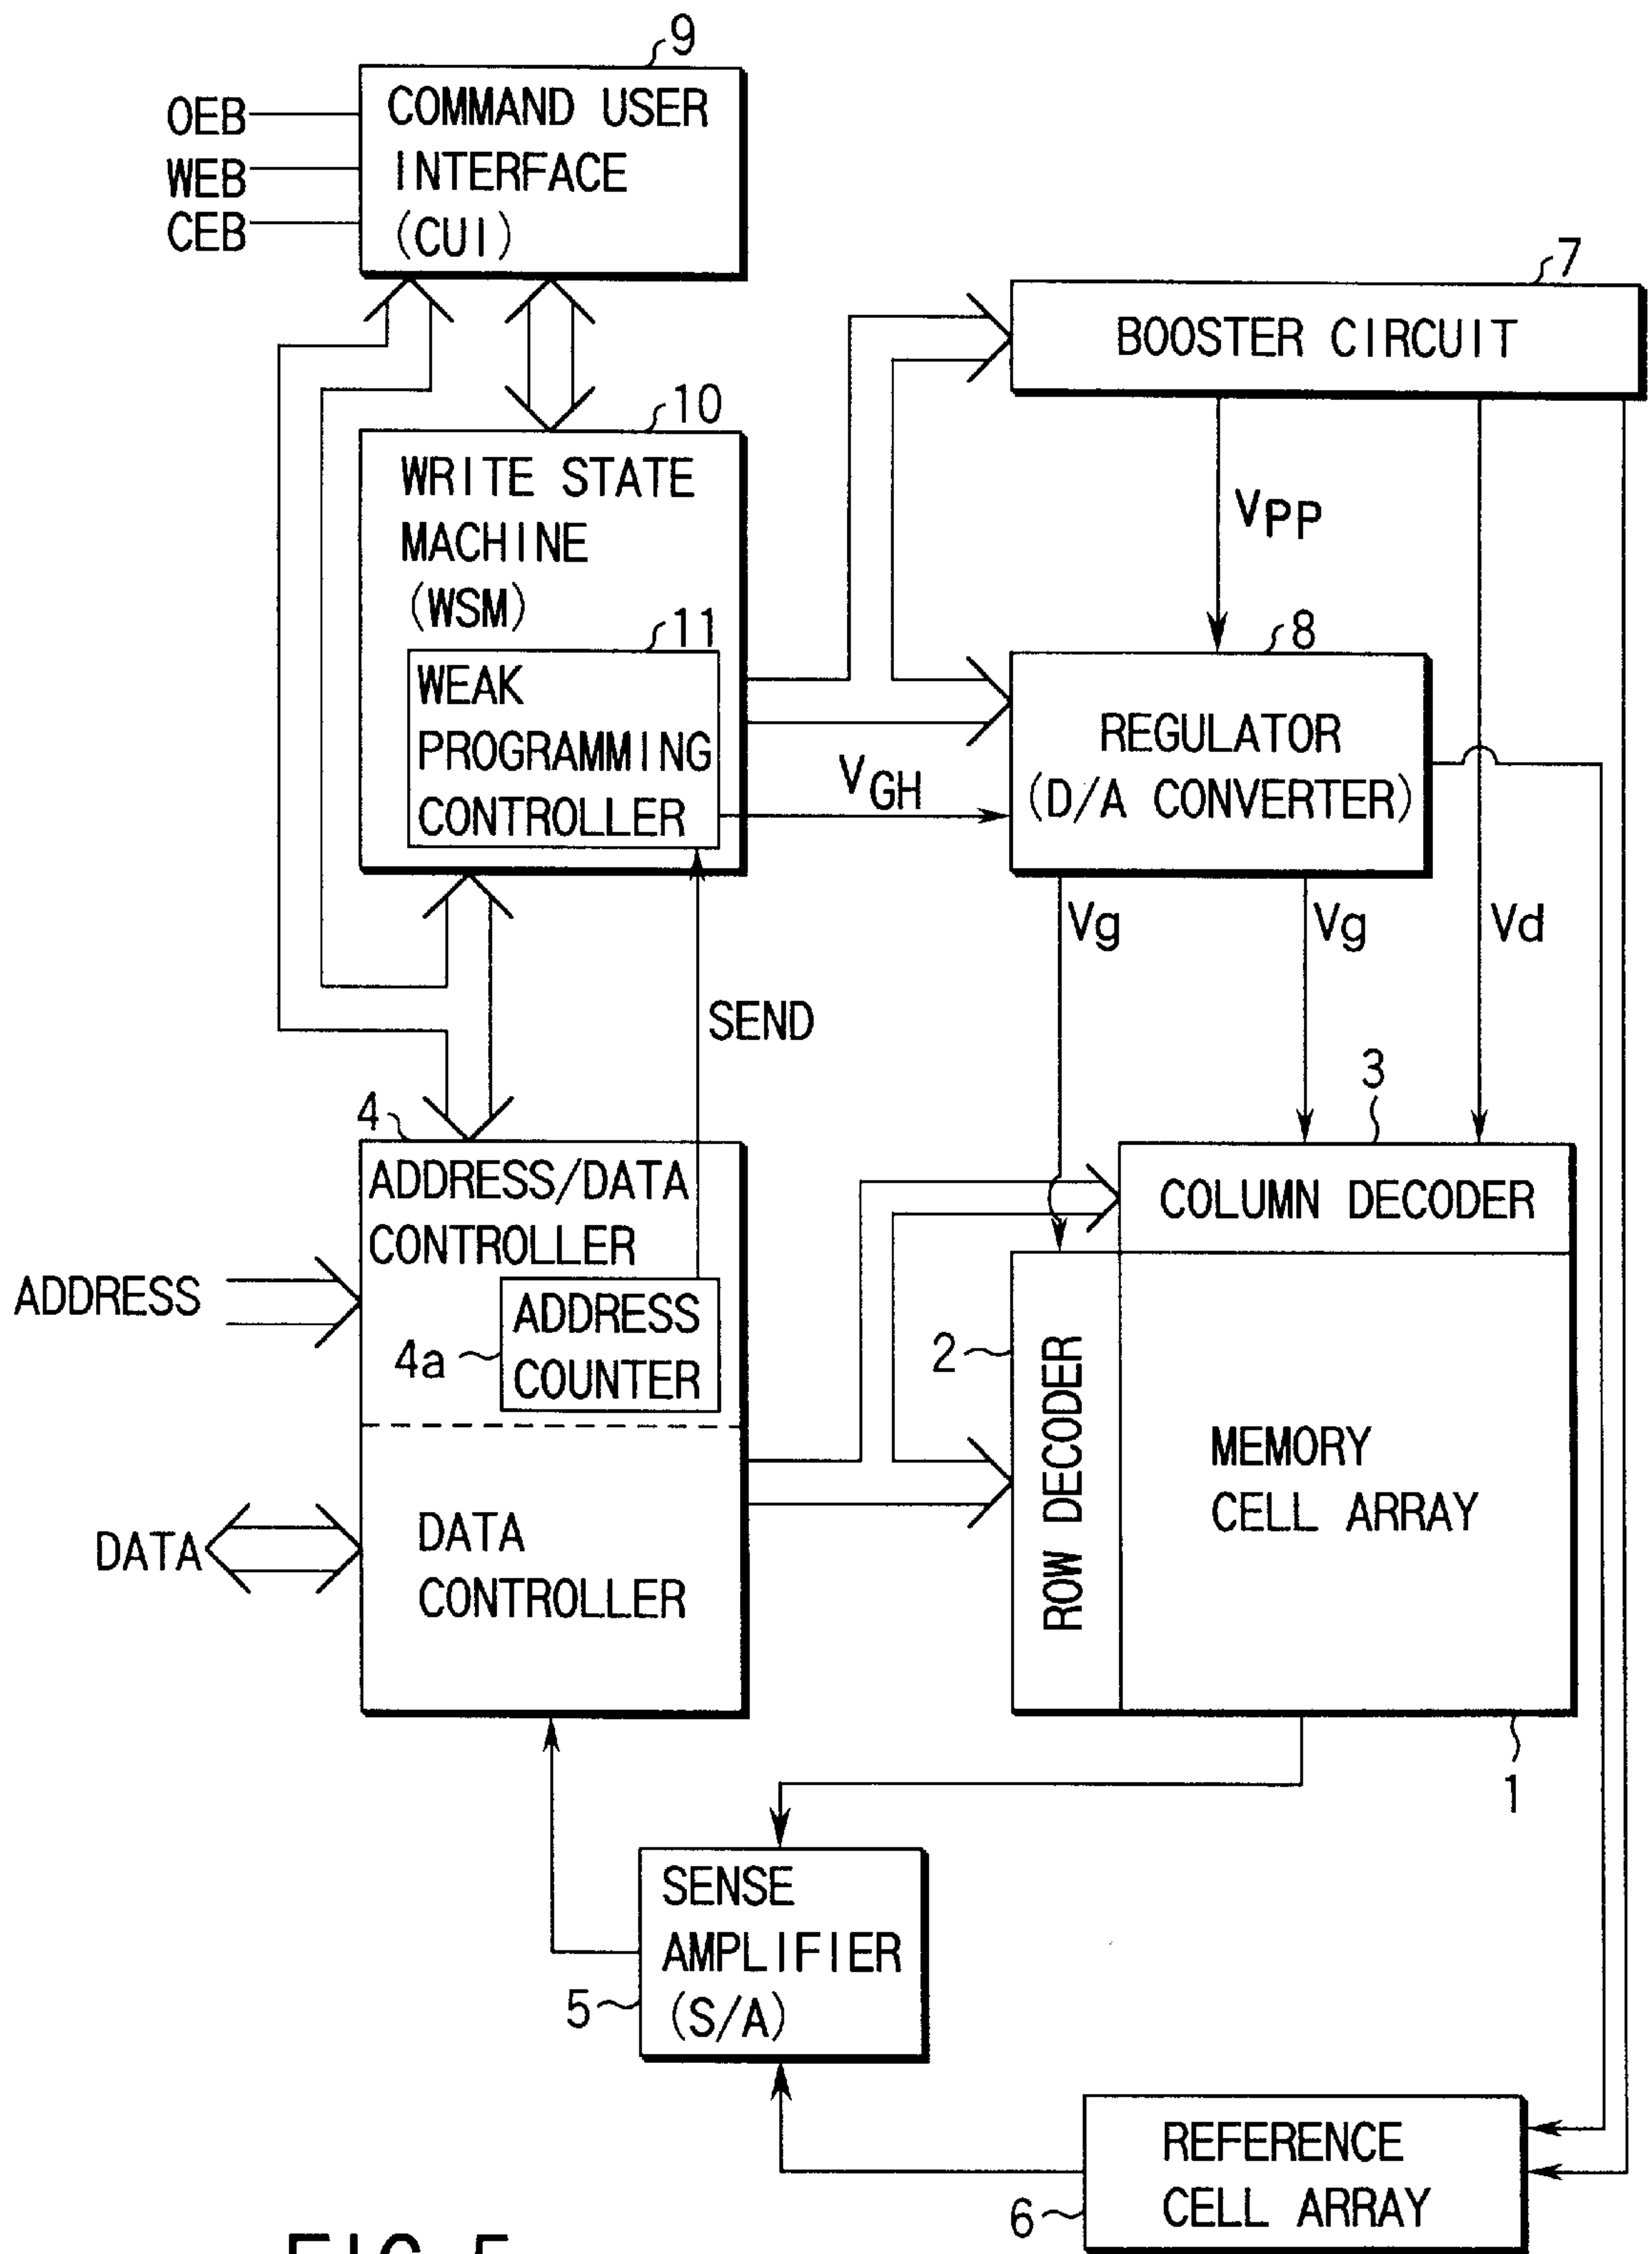 9
OEB
WEB
CEB
COMMAND USER
INTERFACE
(CUI)
7
BOOSTER CIRCUIT
10
WRITE STATE
MACHINE
(WSM)
11
WEAK
PROGRAMMING
CONTROLLER
VPP
8
REGULATOR
(D/A CONVERTER)
VGH
Vg
Vg
Vd
SEND
3
4
ADDRESS/DATA
CONTROLLER
COLUMN DECODER
ADDRESS
ADDRESS
COUNTER
4a
2
ROW DECODER
MEMORY
CELL ARRAY
DATA
DATA
CONTROLLER
1
SENSE
AMPLIFIER
(S/A)
5
REFERENCE
CELL ARRAY
6
FIG. 5